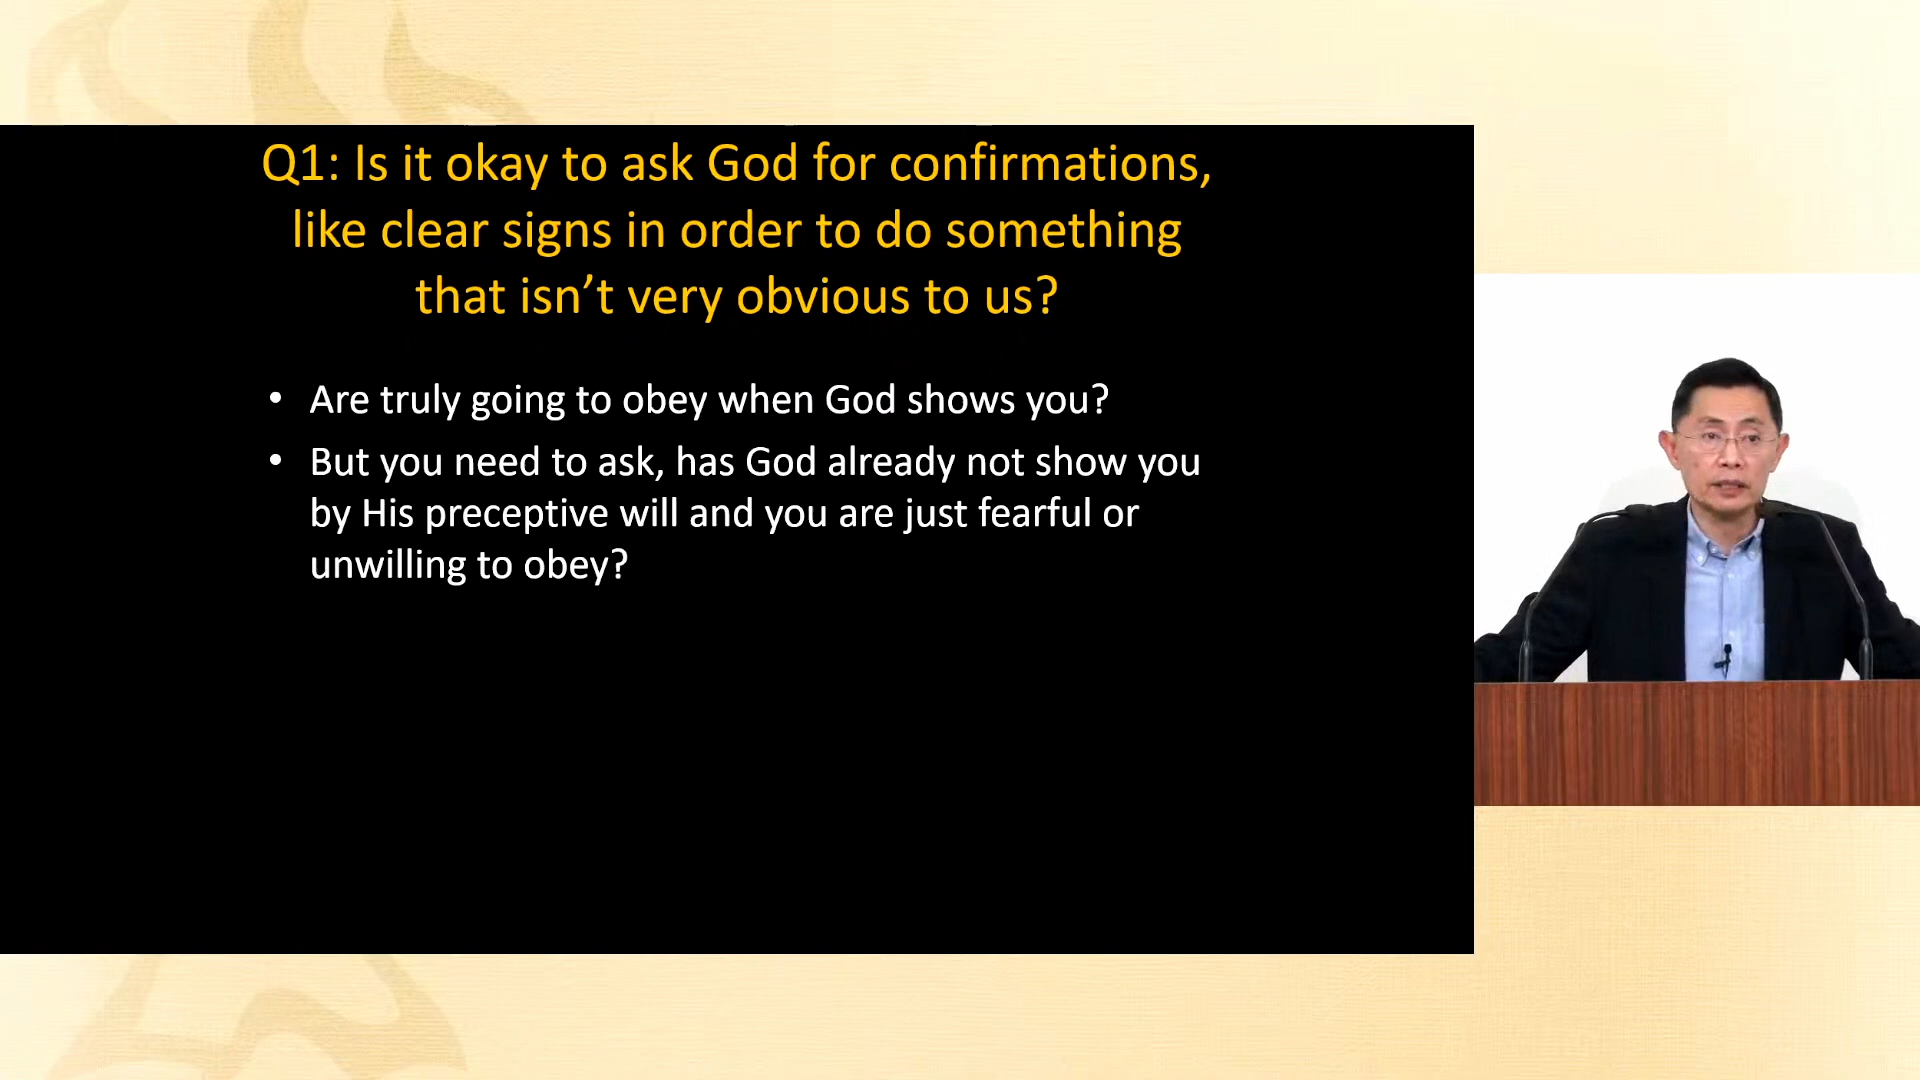 Q1: Is it okay to ask God for confirmations,
like clear signs in order to do something
that isn’t very obvious to us?
• Are truly going to obey when God shows you?
• But you need to ask, has God already not show you
by His preceptive will and you are just fearful or
unwilling to obey?